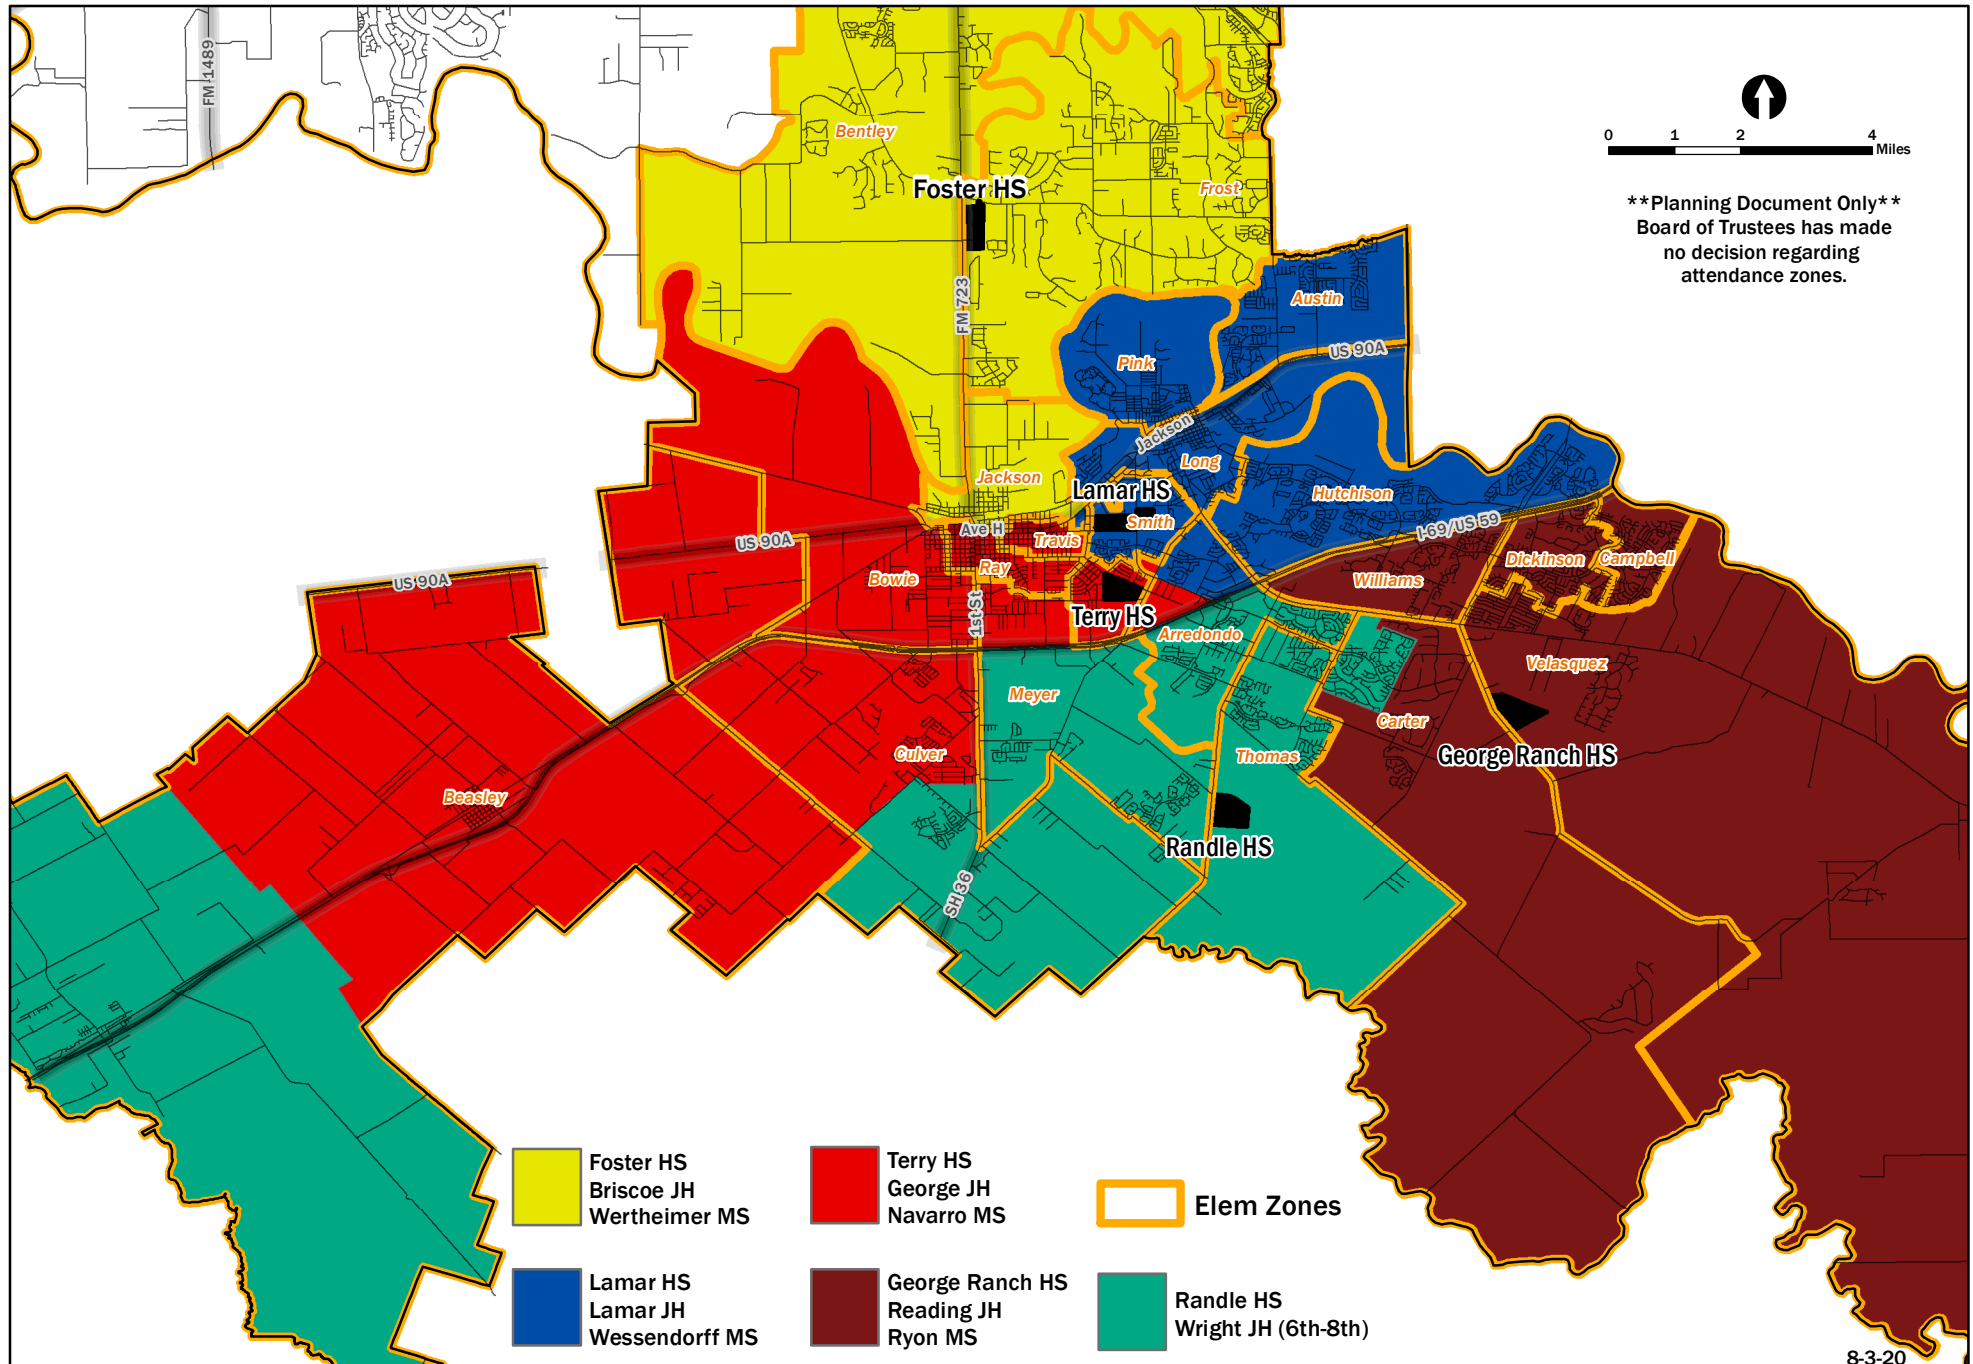 FM 1489
0 1 2 4
Miles
**Planning Document Only**
Board of Trustees has made
no decision regarding
attendance zones.
Bentley
Foster HS
Frost
FM 723
Austin
US 90A
Pink
Jackson
Long
Jackson
Lamar HS
Hutchison
Smith
I-69/US 59
Ave H
Travis
US 90A
US 90A
Bowie
Ray
Williams
Dickinson
Campbell
1st St
Terry HS
Arredondo
Velasquez
Meyer
Carter
Culver
Thomas
George Ranch HS
Beasley
Randle HS
SH 36
Foster HS
Briscoe JH
Wertheimer MS
Terry HS
George JH
Navarro MS
Elem Zones
Lamar HS
Lamar JH
Wessendorff MS
George Ranch HS
Reading JH
Ryon MS
Randle HS
Wright JH (6th-8th)
8-3-20